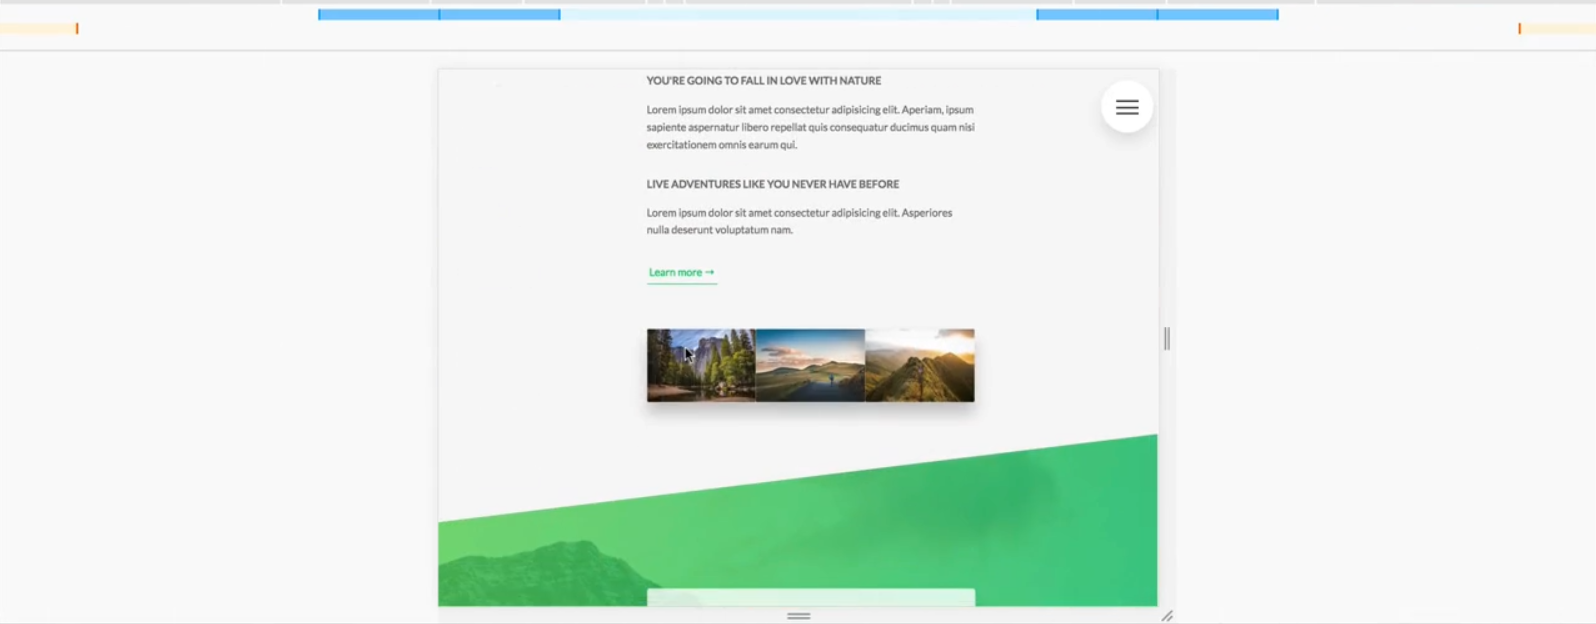 YOU'RE GOING TO FALL IN LOVE WITH NATURE
Lorem ipsum dolor sit amet consectetur adipisicing elit. Aperiam, ipsum
sapiente aspernatur libero repellat quis consequatur ducimus quam nisi
exercitationem omnis earum qui.
LIVE ADVENTURES LIKE YOU NEVER HAVE BEFORE
Lorem ipsum dolor sit amet consectetur adipisicing elit. Asperiores
nulla deserunt voluptatum nam.
Learn more →